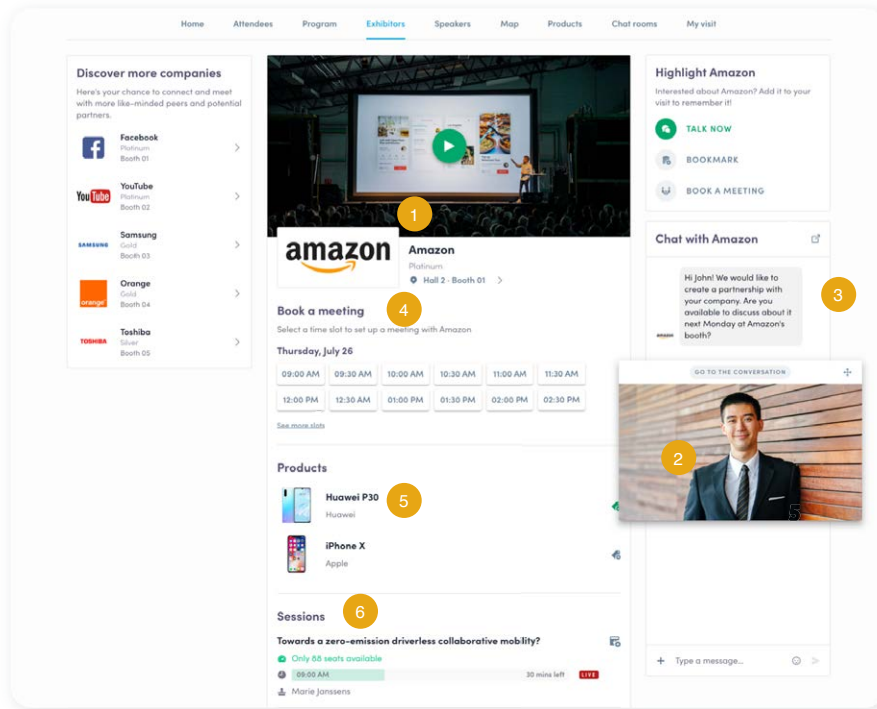 Home Attendees Program Exhibitors Speakers Map Products Chat rooms My visit
Discover more companies
Here's your chance to connect and meet
with more like-minded peers and potential
partners.
Facebook
Platinum
Booth 01
You Tube
YouTube
Platinum
Booth 02
SAMSUNG
Samsung
Gold
Booth 03
orange
Orange
Gold
Booth 04
TOSHIBA
Toshiba
Silver
Booth 05
1
amazon
Amazon
Platinum
Hall 2 · Booth 01
Book a meeting
4
Select a time slot to set up a meeting with Amazon
Thursday, July 26
09:00 AM 09:30 AM 10:00 AM 10:30 AM 11:00 AM 11:30 AM
12:00 PM 12:30 AM 01:00 PM 01:30 PM 02:00 PM 02:30 PM
See more slots
Products
Huawei P30
Huawei
5
iPhone X
Apple
Sessions
6
Towards a zero-emission driverless collaborative mobility?
Only 88 seats available
09:00 AM 30 mins left LIVE
Marie Janssens
Highlight Amazon
Interested about Amazon? Add it to your
visit to remember it!
TALK NOW
BOOKMARK
BOOK A MEETING
Chat with Amazon
Hi John! We would like to
create a partnership with
your company. Are you
available to discuss about it
next Monday at Amazon's
booth?
amazon
3
GO TO THE CONVERSATION
2
5
Type a message...